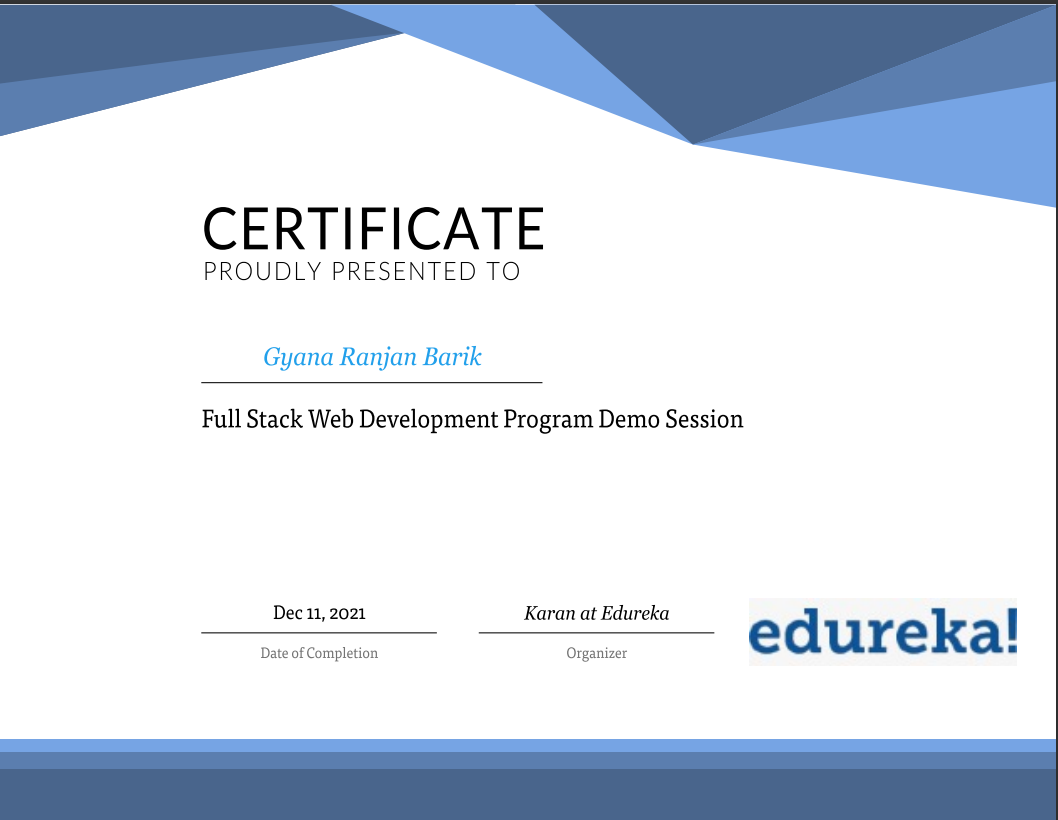 CERTIFICATE
PROUDLY PRESENTED TO
Gyana Ranjan Barik
Full Stack Web Development Program Demo Session
Dec 11, 2021
Date of Completion
Karan at Edureka
Organizer
edureka!